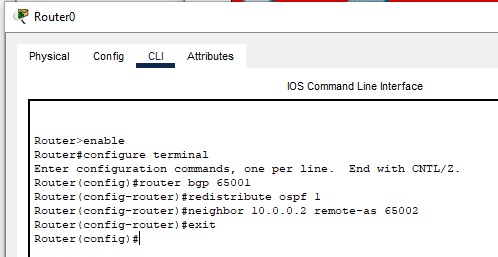 Router0
Physical Config CLI Attributes
IOS Command Line Interface
Router>enable
Router#configure terminal
Enter configuration commands, one per line.  End with CNTL/Z.
Router(config)#router bgp 65001
Router(config-router)#redistribute ospf 1
Router(config-router)#neighbor 10.0.0.2 remote-as 65002
Router(config-router)#exit
Router(config)#